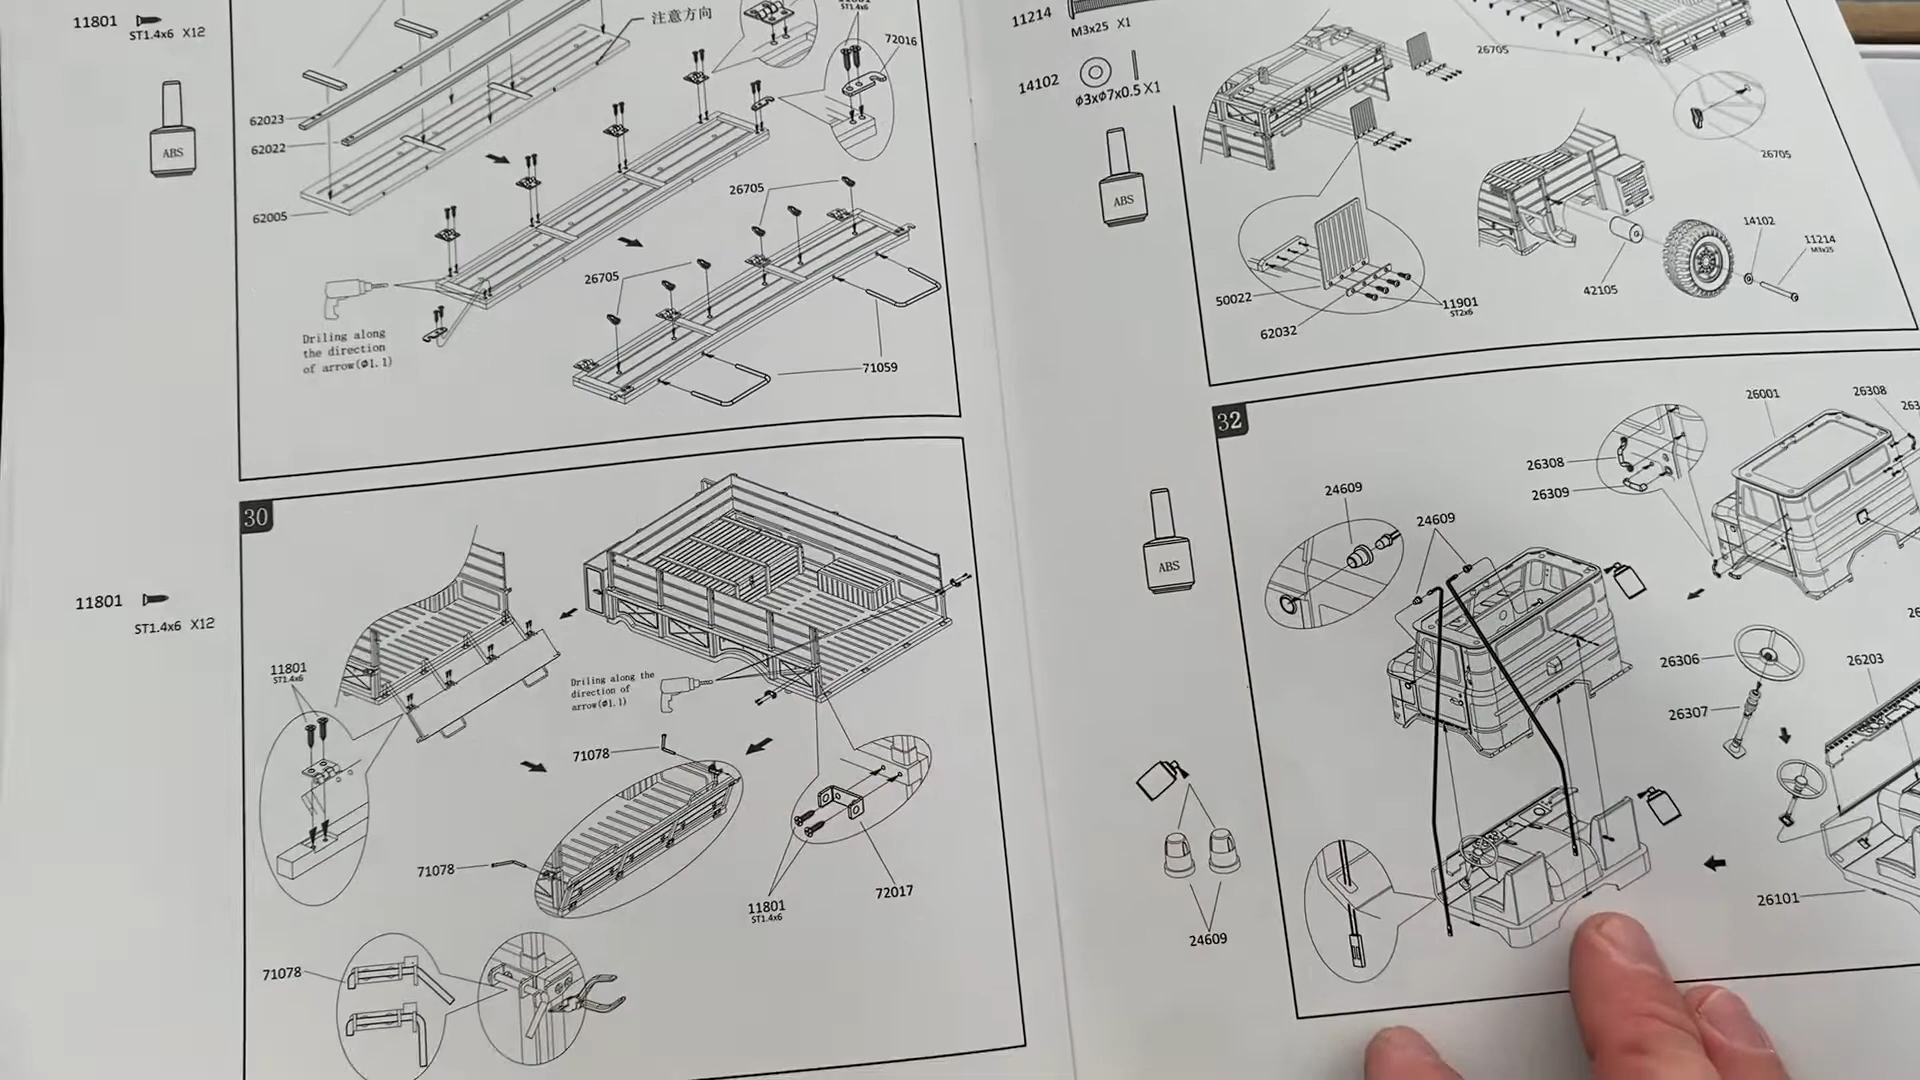 11801
ST1.4x6 X12
ABS
62023
62022
62005
注意方向
ST1.4x6
72016
26705
26705
Driling along
the direction
of arrow(Φ1.1)
71059
30
11801
ST1.4x6 X12
11801
ST1.4x6
Driling along the
direction of
arrow(Φ1.1)
71078
71078
71078
11801
ST1.4x6
72017
11214
M3x25 X1
14102
Φ3xΦ7x0.5 X1
ABS
26705
26705
50022
62032
11901
ST2x6
42105
14102
11214
M3x25
32
ABS
24609
24609
26308
26309
26001
26308
26306
26307
26203
26101
24609